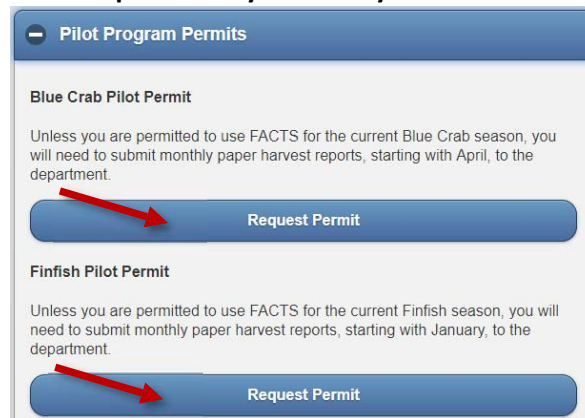 Pilot Program Permits
Blue Crab Pilot Permit
Unless you are permitted to use FACTS for the current Blue Crab season, you
will need to submit monthly paper harvest reports, starting with April, to the
department.
Request Permit
Finfish Pilot Permit
Unless you are permitted to use FACTS for the current Finfish season, you will
need to submit monthly paper harvest reports, starting with January, to the
department.
Request Permit